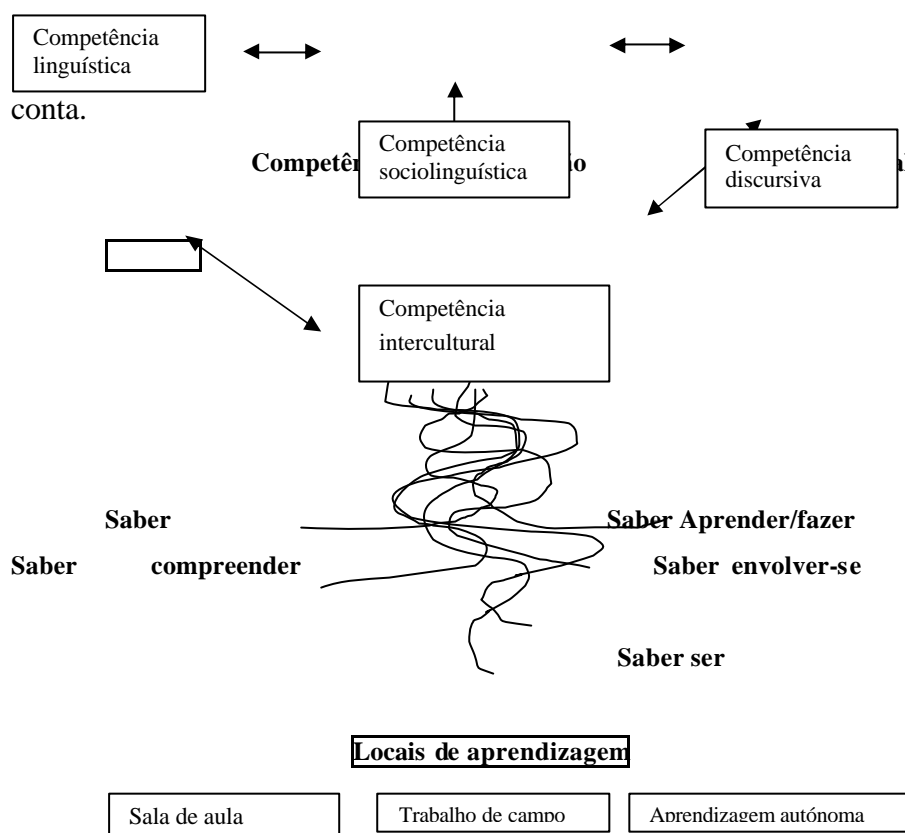 Competência
linguística
conta.
Competência
sociolinguística
Competência
discursiva
Competência
intercultural
Saber Saber Aprender/fazer
Saber compreender Saber envolver-se
Saber ser
Locais de aprendizagem
Sala de aula Trabalho de campo Aprendizagem autónoma